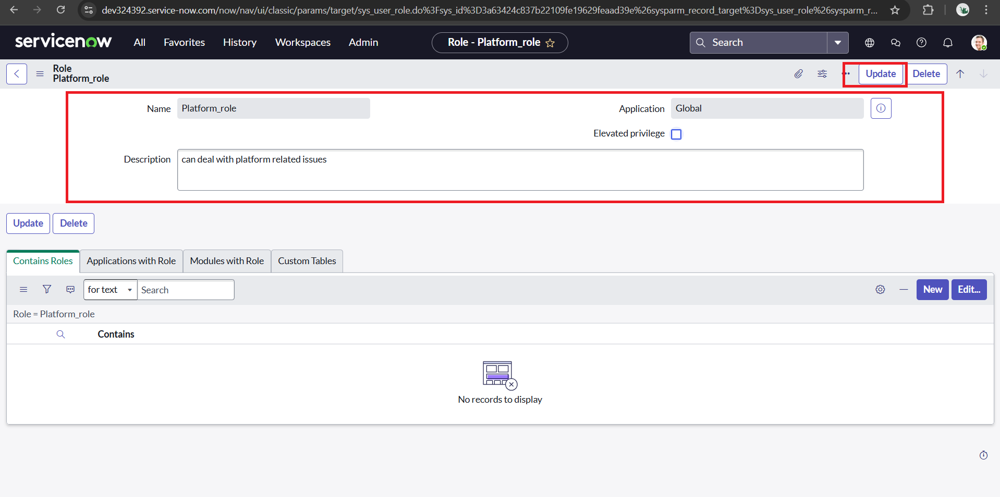 dev324392.service-now.com/now/nav/ui/classic/params/target/sys_user_role.do%3Fsys_id%3D3a63424c837b22109fe19629feaad39e%26sysparm_record_target%3Dsys_user_role%26sysparm_r...
servicenow All Favorites History Workspaces Admin Role - Platform_role Search
Role
Platform_role
Update Delete
Name Platform_role Application Global
Elevated privilege
Description can deal with platform related issues
Update Delete
Contains Roles Applications with Role Modules with Role Custom Tables
for text Search New Edit...
Role = Platform_role
Contains
No records to display